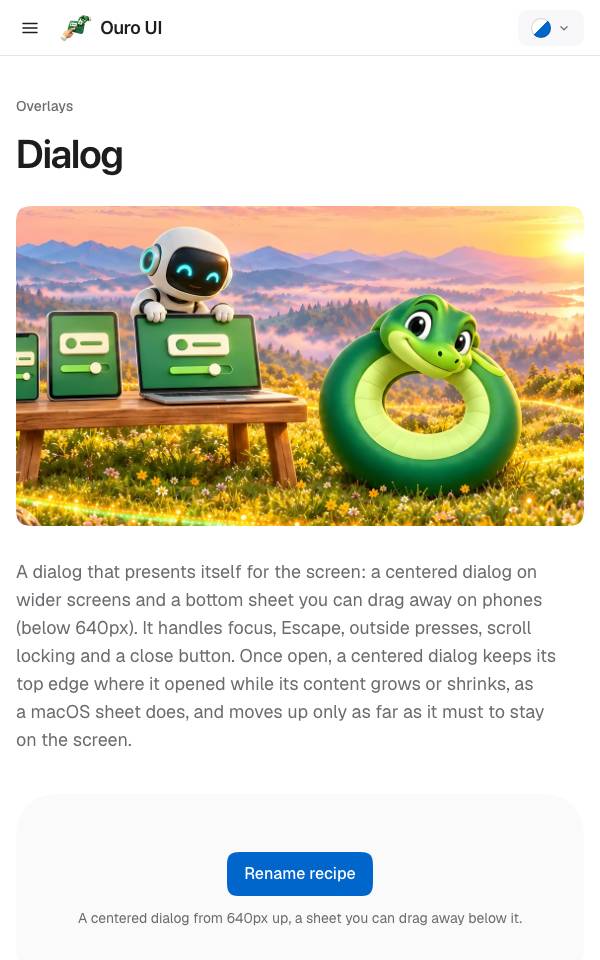 Ouro UI
Overlays
Dialog
A dialog that presents itself for the screen: a centered dialog on
wider screens and a bottom sheet you can drag away on phones
(below 640px). It handles focus, Escape, outside presses, scroll
locking and a close button. Once open, a centered dialog keeps its
top edge where it opened while its content grows or shrinks, as
a macOS sheet does, and moves up only as far as it must to stay
on the screen.
Rename recipe
A centered dialog from 640px up, a sheet you can drag away below it.